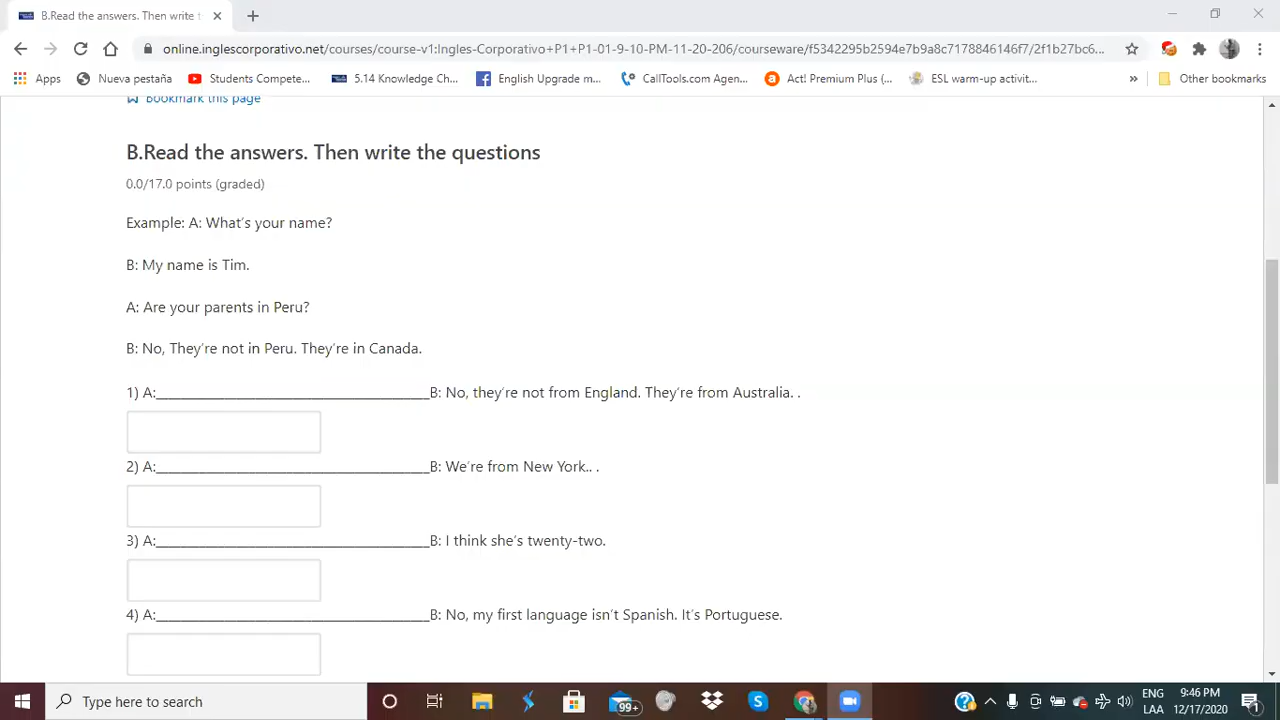 B.Read the answers. Then write t
online.inglescorporativo.net/courses/course-v1:Ingles-Corporativo+P1+P1-01-9-10-PM-11-20-206/courseware/f5342295b2594e7b9a8c7178846146f7/2f1b27bc6...
Apps Nueva pestaña Students Compete... 5.14 Knowledge Ch... English Upgrade m... CallTools.com Agen... Act! Premium Plus (... ESL warm-up activit... » Other bookmarks
Bookmark this page
B.Read the answers. Then write the questions
0.0/17.0 points (graded)
Example: A: What's your name?
B: My name is Tim.
A: Are your parents in Peru?
B: No, They're not in Peru. They're in Canada.
1) A:________________________________B: No, they're not from England. They're from Australia. .
2) A:________________________________B: We're from New York.. .
3) A:________________________________B: I think she's twenty-two.
4) A:________________________________B: No, my first language isn't Spanish. It's Portuguese.
Type here to search 99+ ENG 9:46 PM
LAA 12/17/2020 1